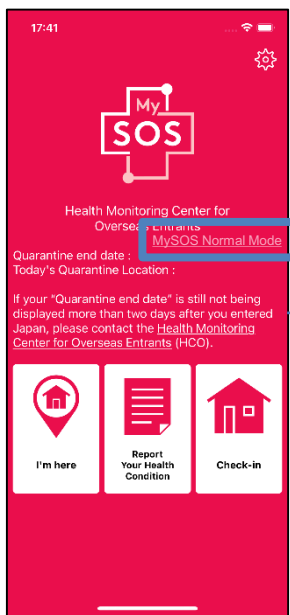 17:41
My
SOS
Health Monitoring Center for
Overseas Entrants
MySOS Normal Mode
Quarantine end
date :
Today's Quarantine Location :
If your "Quarantine end date" is still not being
displayed more than two days after you entered
Japan, please contact the Health Monitoring
Center for Overseas Entrants (HCO).
I'm here
Report
Your Health
Condition
Check-in